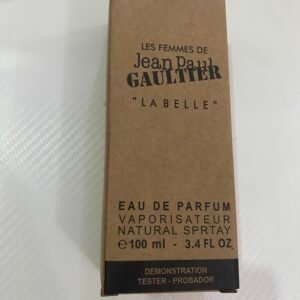 LES FEMMES DE
Jean Paul
GAULTIER
"LA BELLE"
EAU DE PARFUM
VAPORISATEUR
NATURAL SPRTAY
℮100 ml - 3.4 FL OZ
DEMONSTRATION
TESTER - PROBADOR